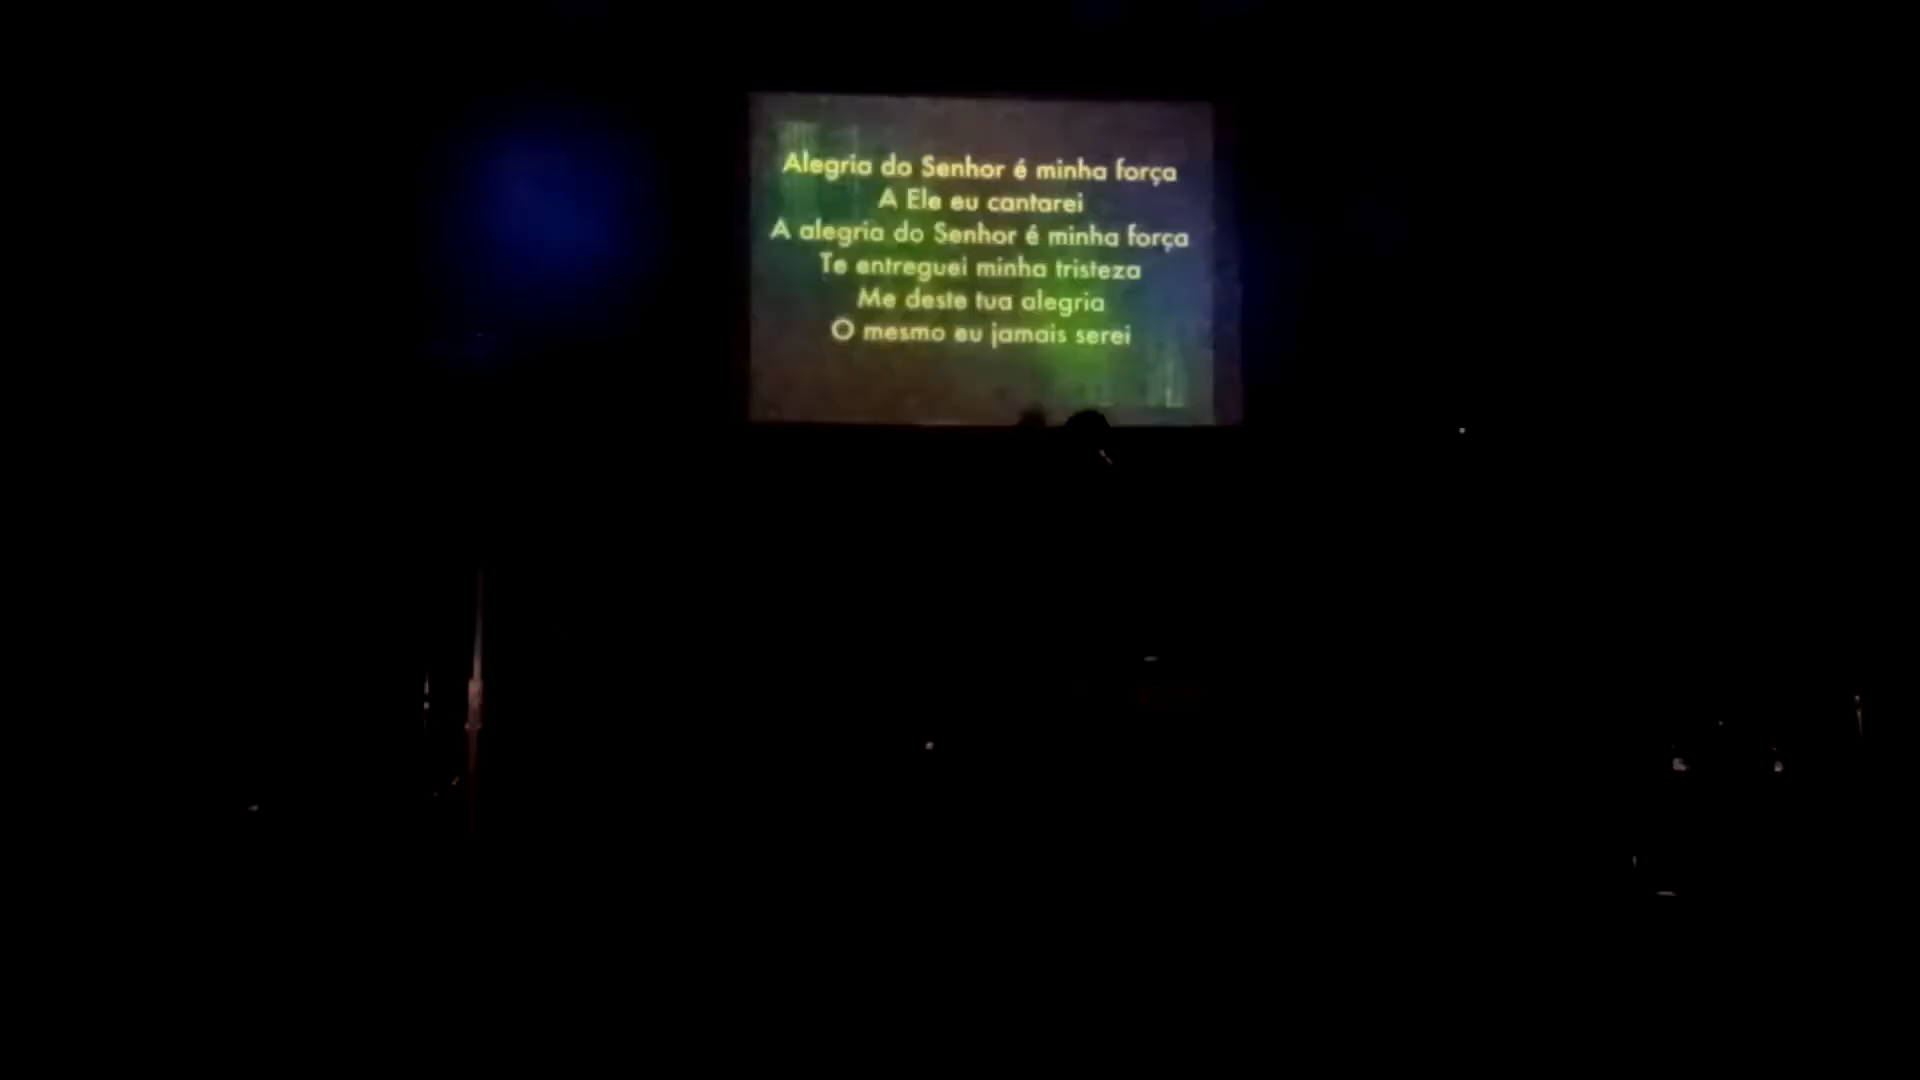 Alegria do Senhor é minha força
A Ele eu cantarei
A alegria do Senhor é minha força
Te entreguei minha tristeza
Me deste tua alegria
O mesmo eu jamais serei